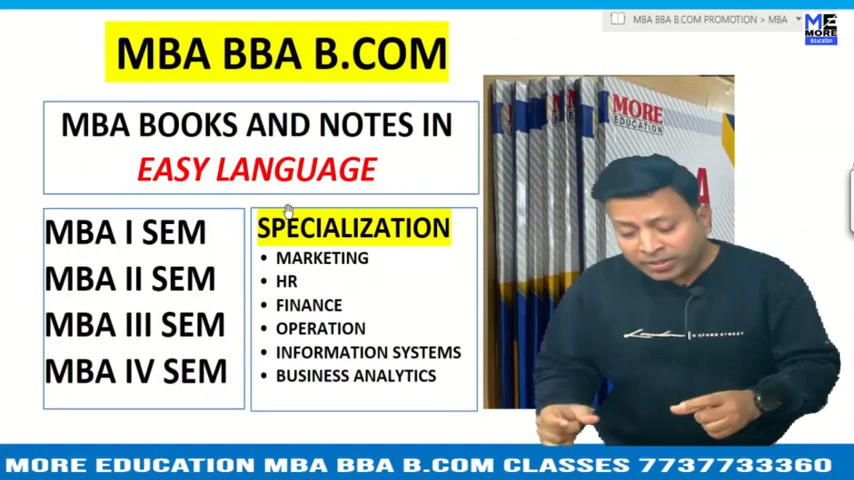 MBA BBA B.COM PROMOTION > MBA
ME
MORE
Education
MBA BBA B.COM
MBA BOOKS AND NOTES IN
EASY LANGUAGE
MORE
EDUCATION
MBA I SEM
MBA II SEM
MBA III SEM
MBA IV SEM
SPECIALIZATION
• MARKETING
• HR
• FINANCE
• OPERATION
• INFORMATION SYSTEMS
• BUSINESS ANALYTICS
MORE EDUCATION MBA BBA B.COM CLASSES 7737733360